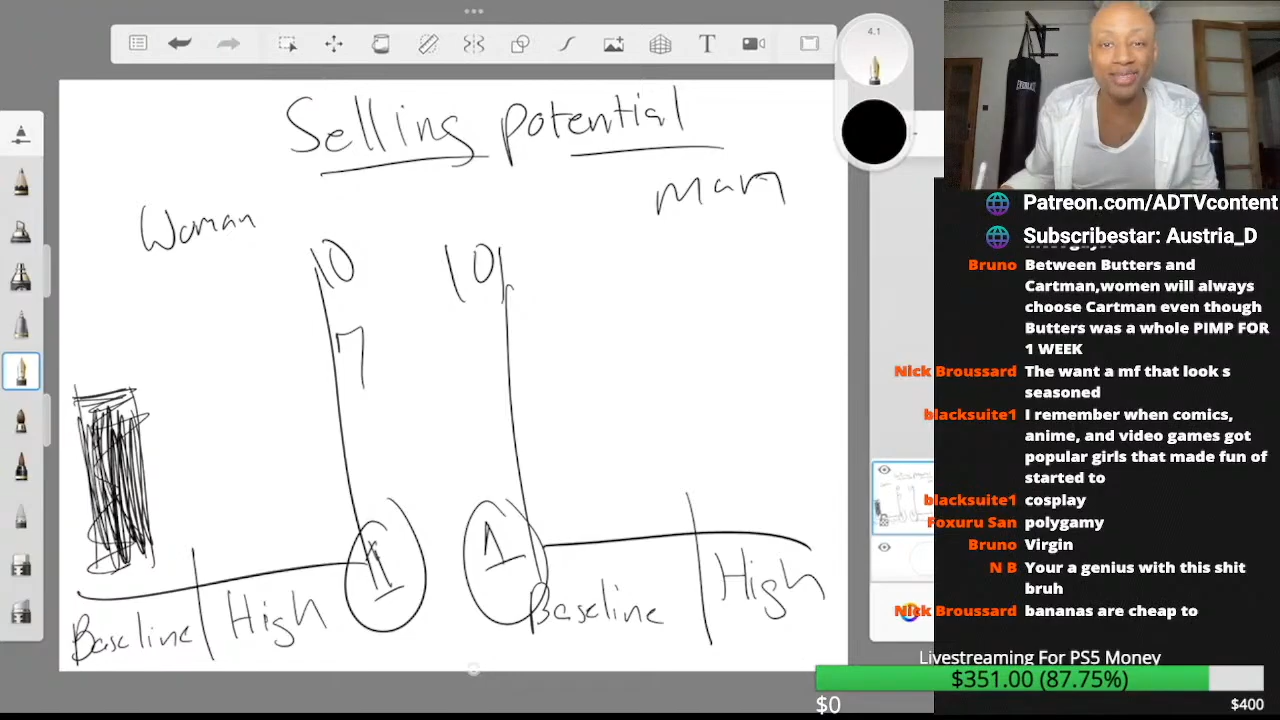 Selling potential
Woman
Man
10
10
7
1
1
Baseline
High
Baseline
High
T
4.1
EVERLAST
Patreon.com/ADTVcontent
Subscribestar: Austria_D
Bruno Between Butters and
Cartman,women will always
choose Cartman even though
Butters was a whole PIMP FOR
1 WEEK
Nick Broussard The want a mf that look s
seasoned
blacksuite1 I remember when comics,
anime, and video games got
popular girls that made fun of
started to
blacksuite1 cosplay
Foxuru San polygamy
Bruno Virgin
N B Your a genius with this shit
bruh
Nick Broussard bananas are cheap to
Livestreaming For PS5 Money
$351.00 (87.75%)
$0
$400